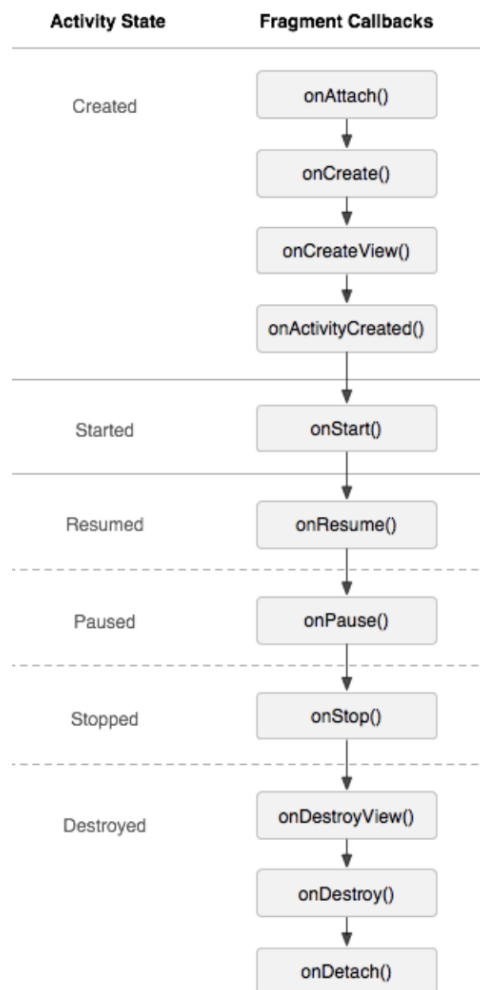 Activity State Fragment Callbacks
Created
onAttach()
onCreate()
onCreateView()
onActivityCreated()
Started onStart()
Resumed onResume()
Paused onPause()
Stopped onStop()
Destroyed
onDestroyView()
onDestroy()
onDetach()